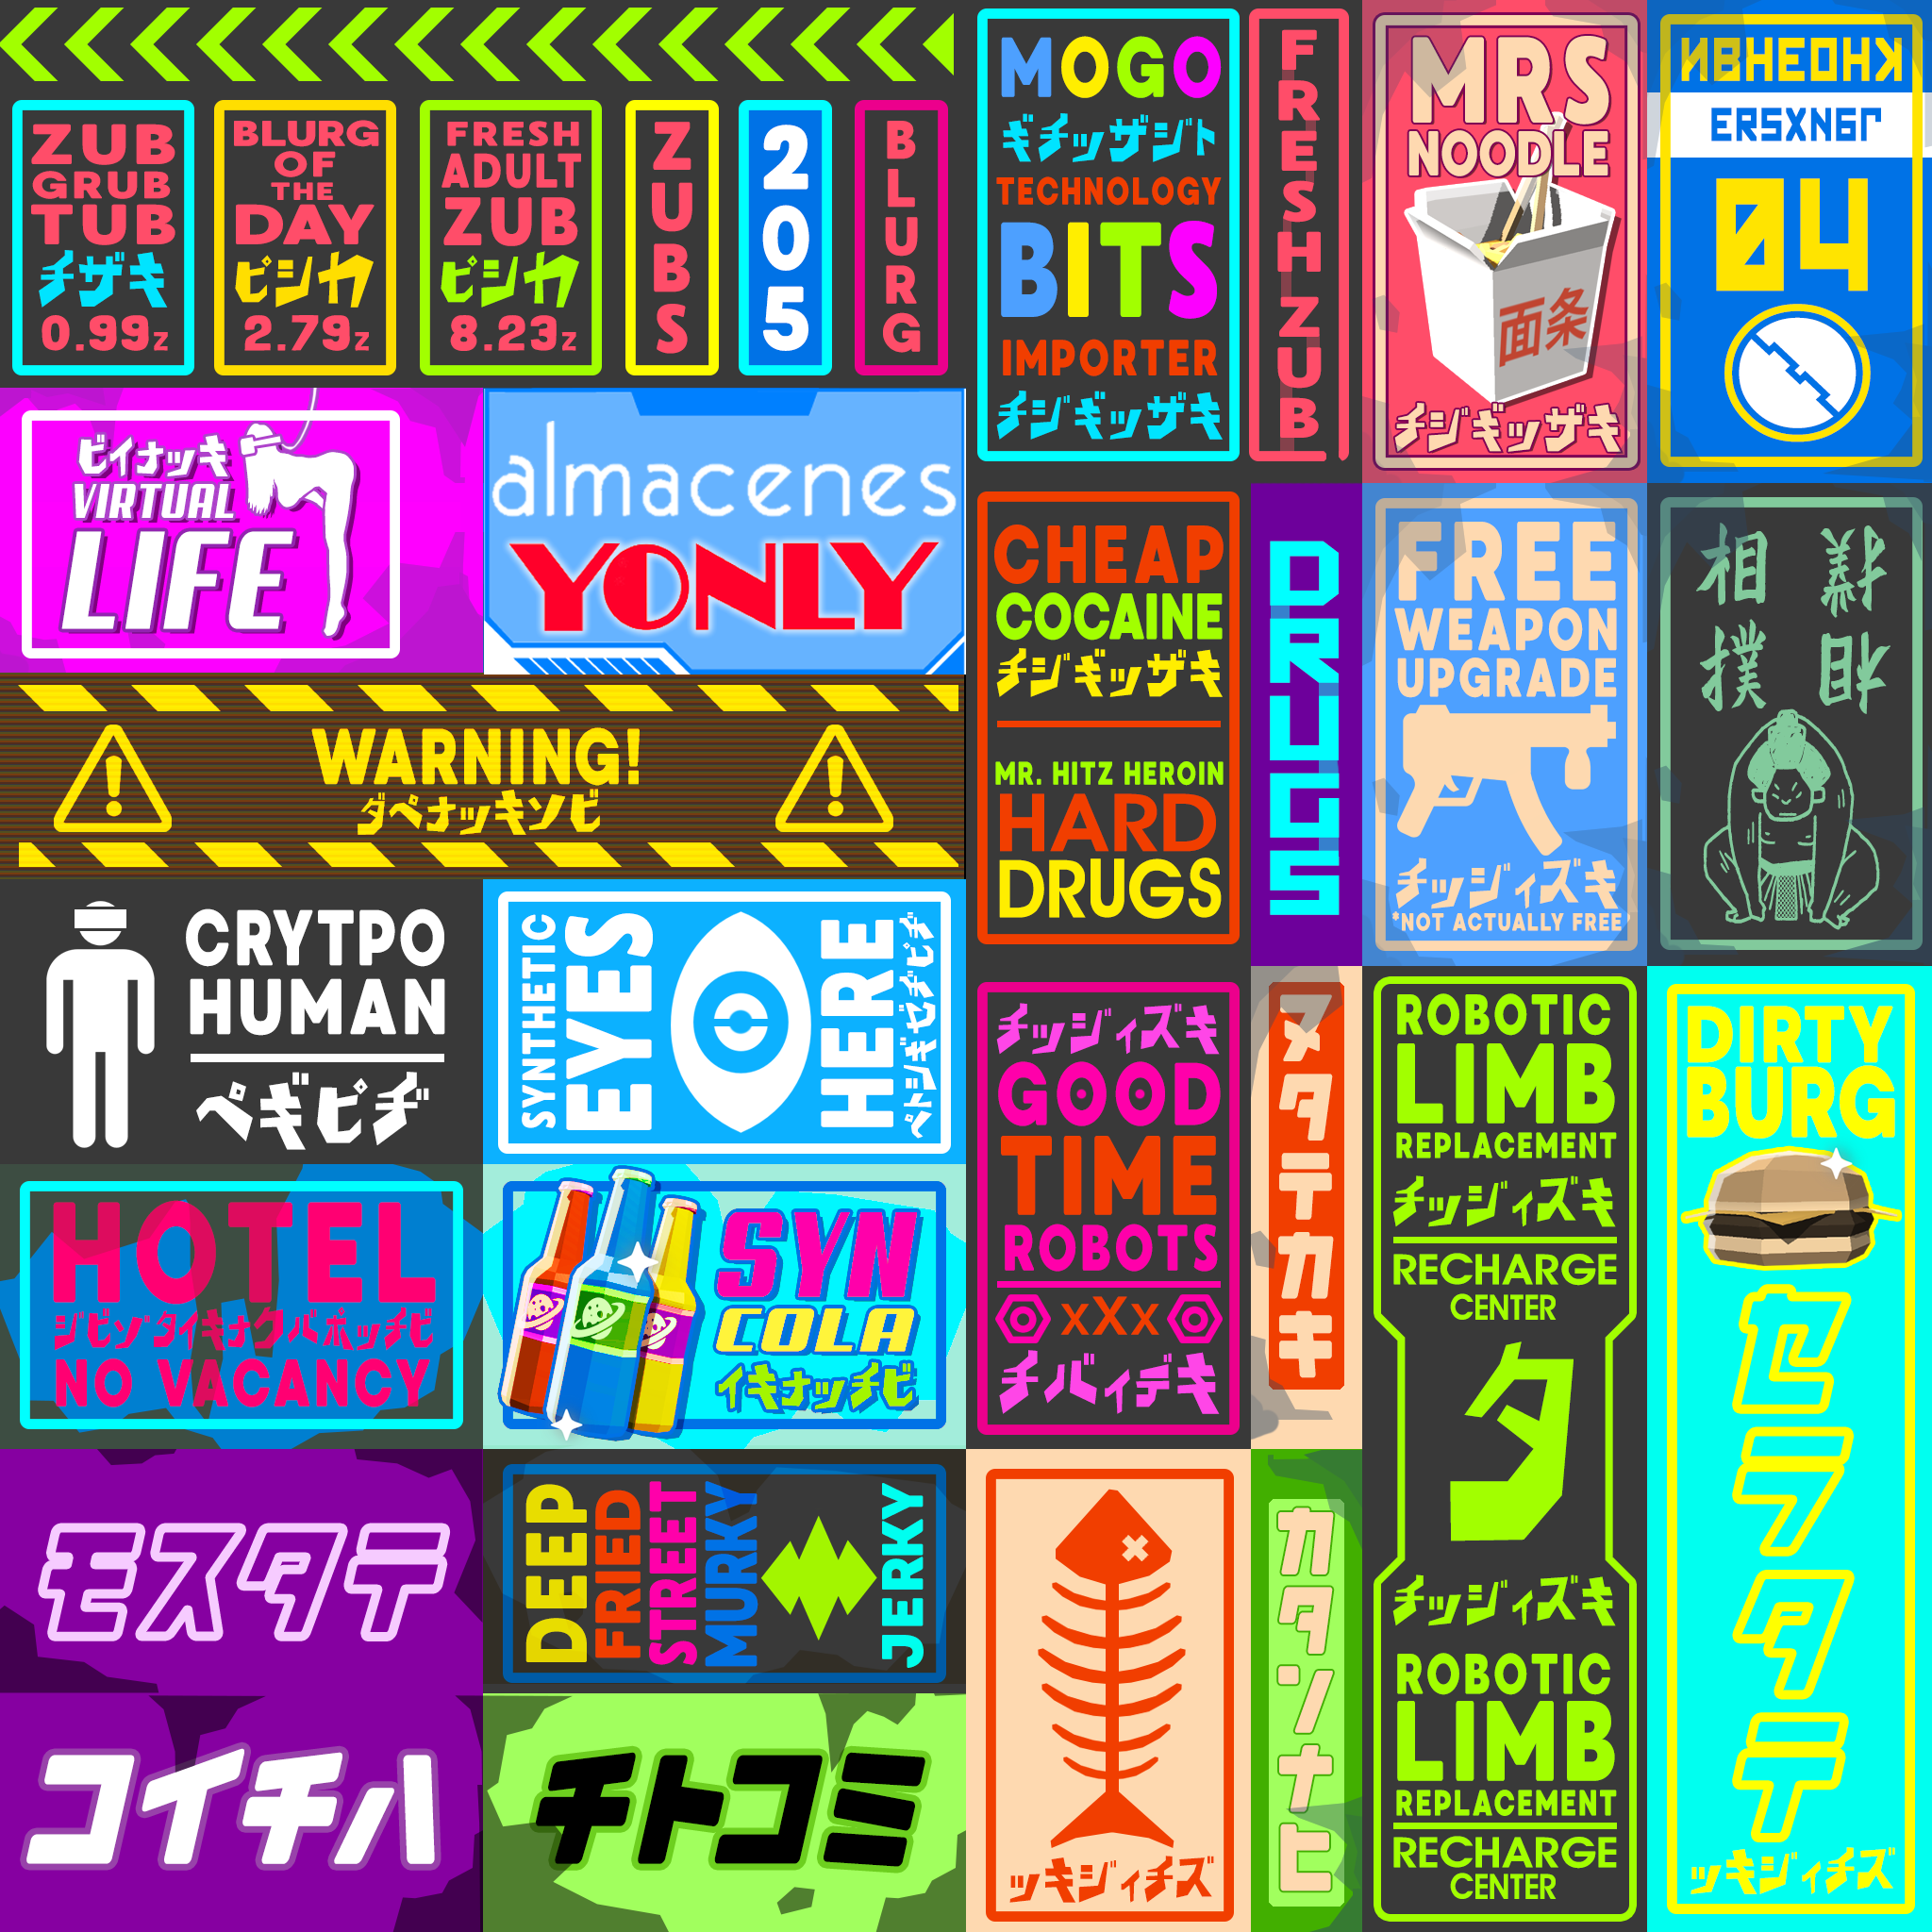 ZUB
GRUB
TUB
チザキ
0.99z
BLURG
OF
THE
DAY
ピシカ
2.79z
FRESH
ADULT
ZUB
ピシカ
8.23z
ZUBS
205
BLURG
MOGO
ギチッザジト
TECHNOLOGY
BITS
IMPORTER
チジギッザキ
FRESH ZUB
MRS
NOODLE
面条
チジギッザキ
04
ビイナッキ
VIRTUAL
LIFE
almacenes
YONLY
WARNING!
ダペナッキソビ
CHEAP
COCAINE
チジギッザキ
MR. HITZ HEROIN
HARD
DRUGS
DRUGS
FREE
WEAPON
UPGRADE
チッジィズキ
*NOT ACTUALLY FREE
相撲
CRYTPO
HUMAN
ペギピヂ
SYNTHETIC
EYES
HERE
チッジィズキ
GOOD
TIME
ROBOTS
xXx
チバィデキ
ヌタテカキ
ROBOTIC
LIMB
REPLACEMENT
チッジィズキ
RECHARGE
CENTER
タ
チッジィズキ
ROBOTIC
LIMB
REPLACEMENT
RECHARGE
CENTER
DIRTY
BURG
セラタテ
ッキジィチズ
HOTEL
ジビソタイキナクバホッチビ
NO VACANCY
SYN
COLA
イキナッチビ
モスタテ
DEEP
FRIED
STREET
MURKY
JERKY
コイチハ
チトコミ
ッキジィチズ
カタンナヒ